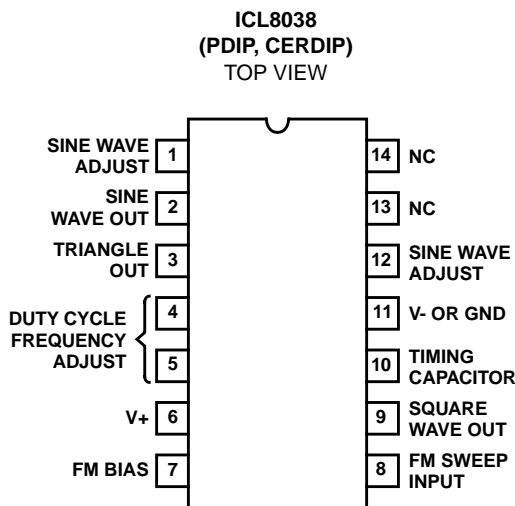 ICL8038
(PDIP, CERDIP)
TOP VIEW
SINE WAVE
ADJUST
1
SINE
WAVE OUT
2
TRIANGLE
OUT
3
DUTY CYCLE
FREQUENCY
ADJUST
4
5
V+
6
FM BIAS
7
14
NC
13
NC
12
SINE WAVE
ADJUST
11
V- OR GND
10
TIMING
CAPACITOR
9
SQUARE
WAVE OUT
8
FM SWEEP
INPUT